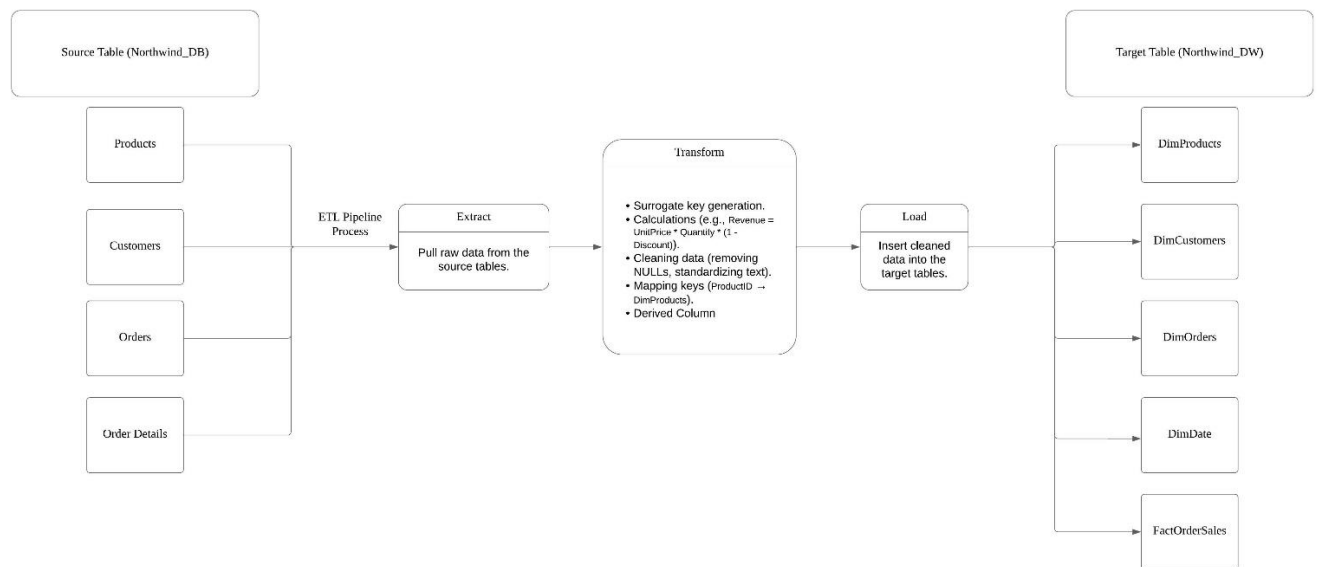 Source Table (Northwind_DB)
Target Table (Northwind_DW)
Products
Customers
Orders
Order Details
ETL Pipeline
Process
Extract
Pull raw data from the
source tables.
Transform
• Surrogate key generation.
• Calculations (e.g., Revenue =
UnitPrice * Quantity * (1 -
Discount)).
• Cleaning data (removing
NULLs, standardizing text).
• Mapping keys (ProductID →
DimProducts).
• Derived Column
Load
Insert cleaned
data into the
target tables.
DimProducts
DimCustomers
DimOrders
DimDate
FactOrderSales